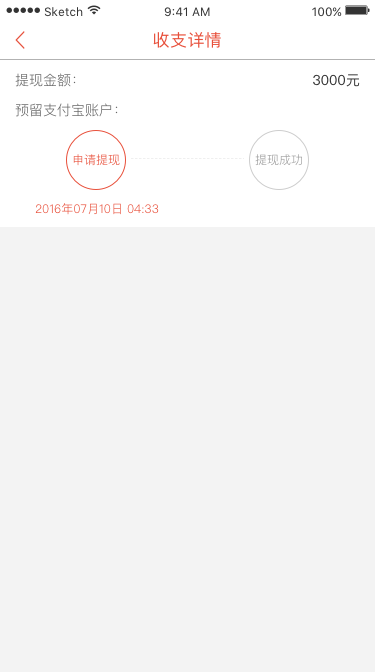 Sketch 9:41 AM 100%
收支详情
提现金额： 3000元
预留支付宝账户：
申请提现 提现成功
2016年07月10日 04:33